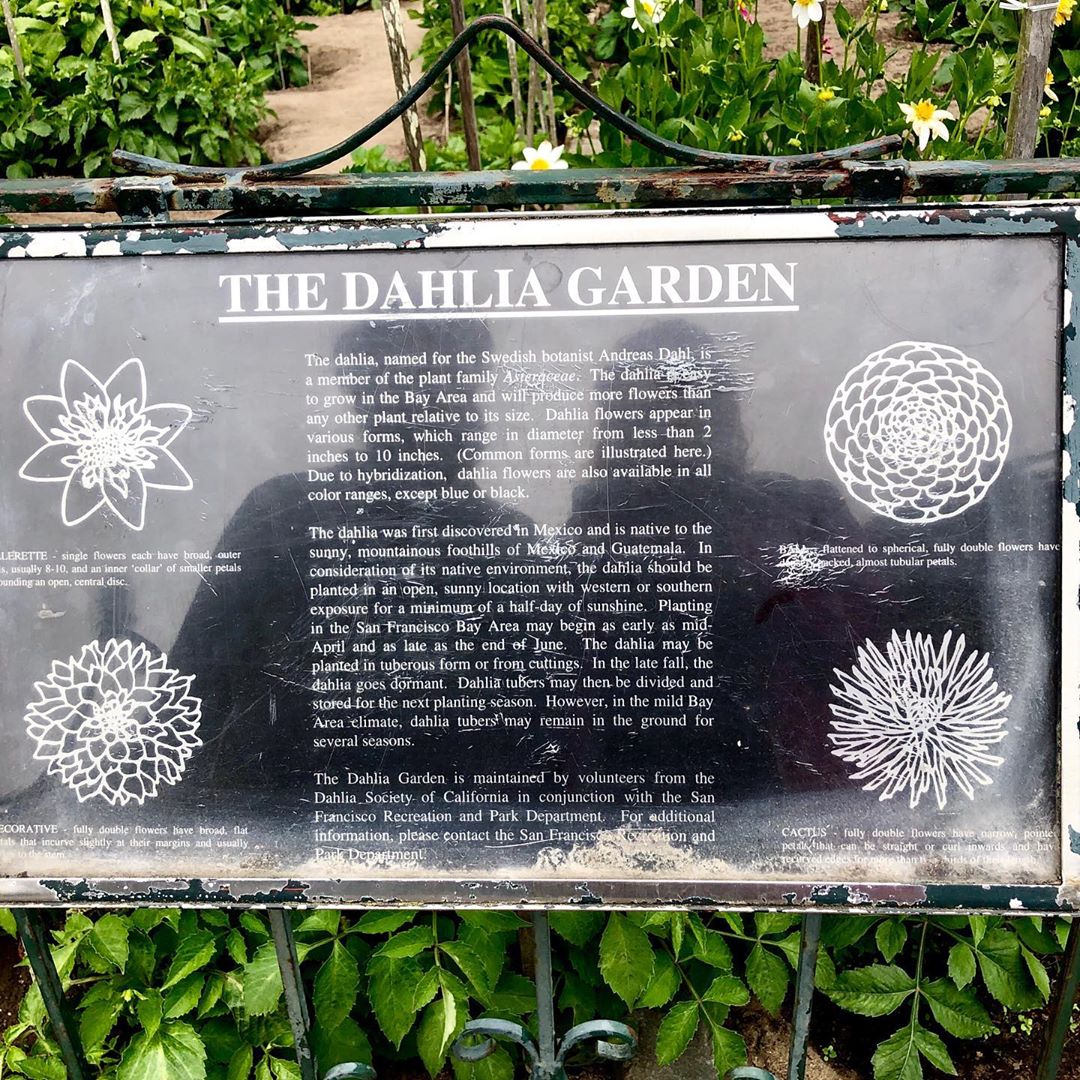 THE DAHLIA GARDEN
The dahlia, named for the Swedish botanist Andreas Dahl, is
a member of the plant family Asteraceae. The dahlia is easy
to grow in the Bay Area and will produce more flowers than
any other plant relative to its size. Dahlia flowers appear in
various forms, which range in diameter from less than 2
inches to 10 inches. (Common forms are illustrated here.)
Due to hybridization, dahlia flowers are also available in all
color ranges, except blue or black.
The dahlia was first discovered in Mexico and is native to the
sunny, mountainous foothills of Mexico and Guatemala. In
consideration of its native environment, the dahlia should be
planted in an open, sunny location with western or southern
exposure for a minimum of a half-day of sunshine. Planting
in the San Francisco Bay Area may begin as early as mid-
April and as late as the end of June. The dahlia may be
planted in tuberous form or from cuttings. In the late fall, the
dahlia goes dormant. Dahlia tubers may then be divided and
stored for the next planting season. However, in the mild Bay
Area climate, dahlia tubers may remain in the ground for
several seasons.
The Dahlia Garden is maintained by volunteers from the
Dahlia Society of California in conjunction with the San
Francisco Recreation and Park Department. For additional
information, please contact the San Francisco Recreation and
Park Department.
LERETTE - single flowers each have broad, outer
s, usually 8-10, and an inner 'collar' of smaller petals
ounding an open, central disc.
ECORATIVE - fully double flowers have broad, flat
tals that incurve slightly at their margins and usually
to the stem.
flattened to spherical, fully double flowers have
packed, almost tubular petals.
CACTUS - fully double flowers have narrow, pointe
petals that can be straight or curl inwards and hav
recurved edges for more than